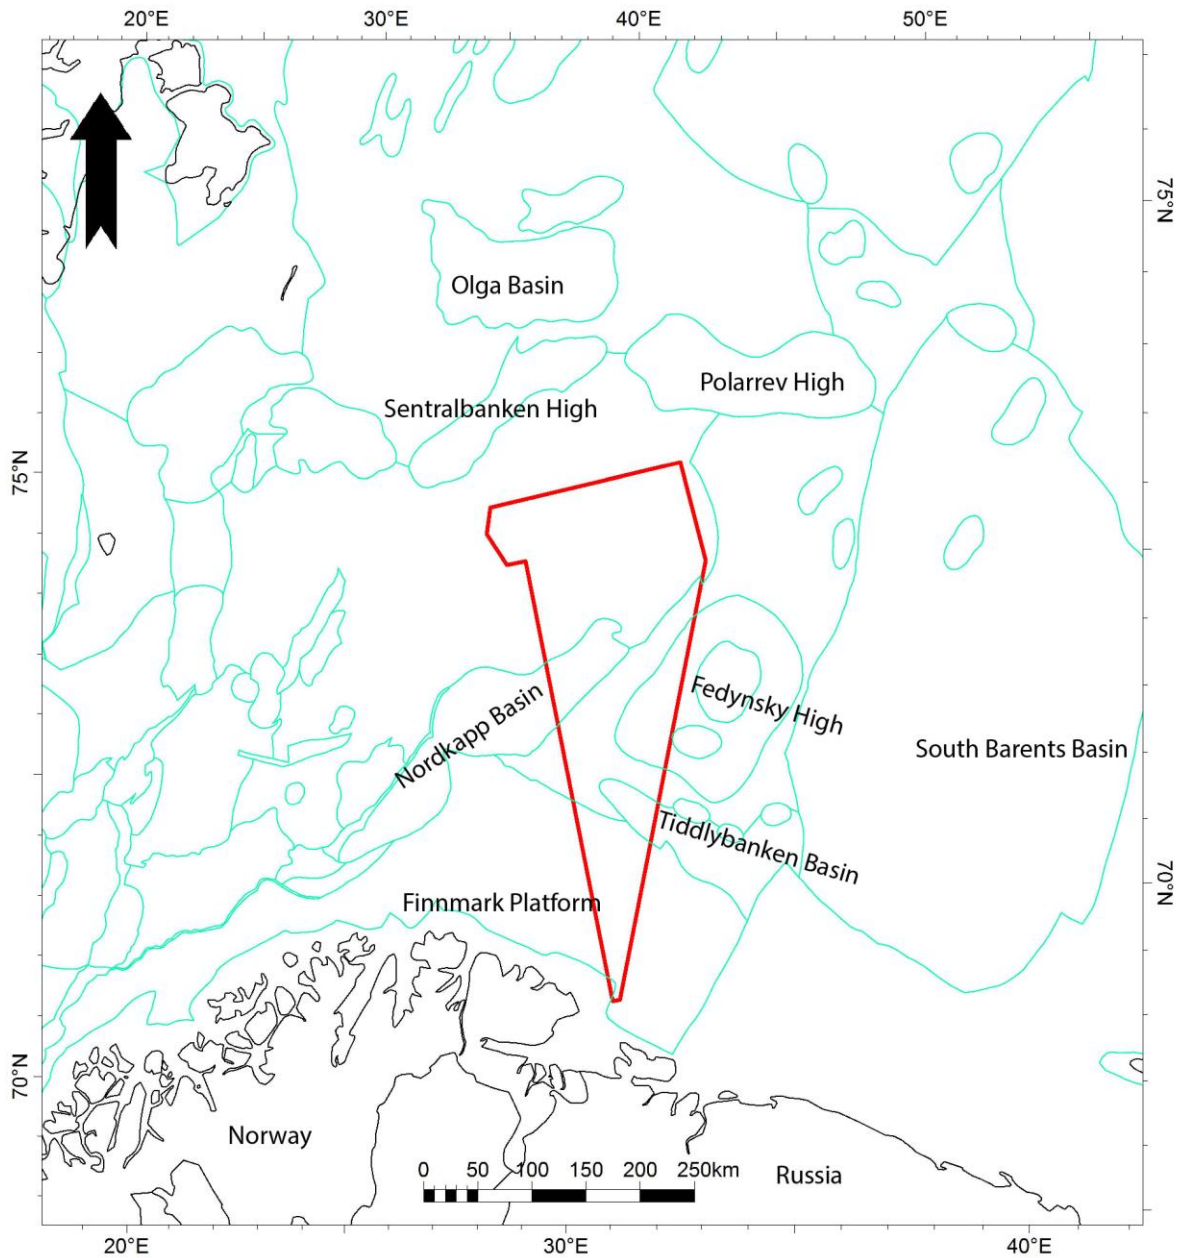 20°E 30°E 40°E 50°E
75°N
Olga Basin
Polarrev High
Sentralbanken High
75°N
Fedynsky High
Nordkapp Basin
South Barents Basin
Tiddlybanken Basin
70°N
Finnmark Platform
70°N
Norway
0 50 100 150 200 250km
Russia
20°E 30°E 40°E